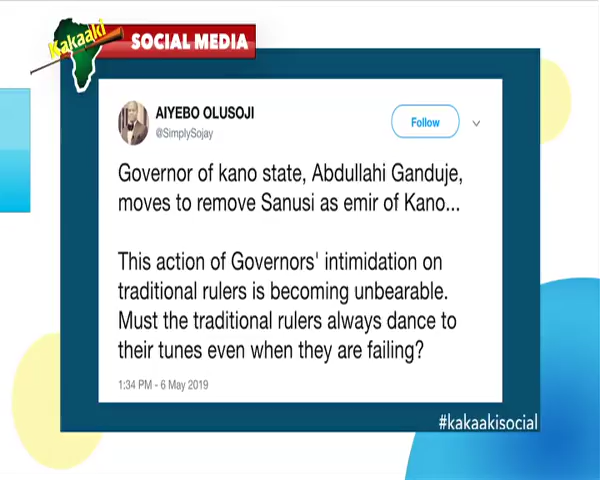 Kakaaki
SOCIAL MEDIA
AIYEBO OLUSOJI
@SimplySojay
Follow
Governor of kano state, Abdullahi Ganduje,
moves to remove Sanusi as emir of Kano...
This action of Governors' intimidation on
traditional rulers is becoming unbearable.
Must the traditional rulers always dance to
their tunes even when they are failing?
1:34 PM - 6 May 2019
#kakaakisocial